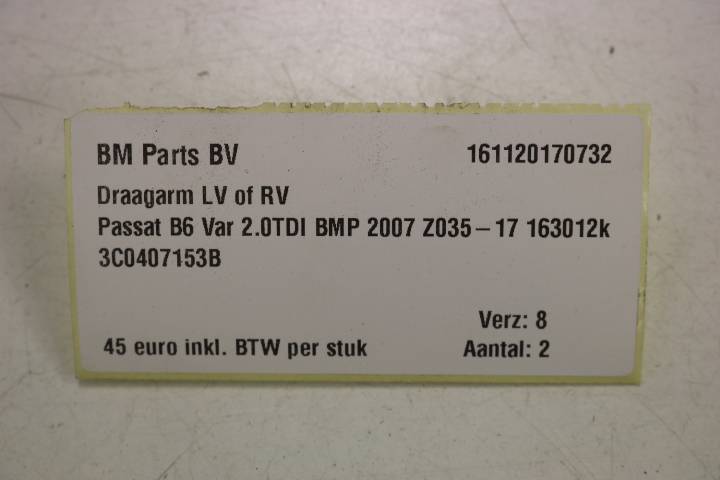 BM Parts BV 161120170732
Draagarm LV of RV
Passat B6 Var 2.0TDI BMP 2007 Z035-17 163012k
3C0407153B
Verz: 8
45 euro inkl. BTW per stuk Aantal: 2